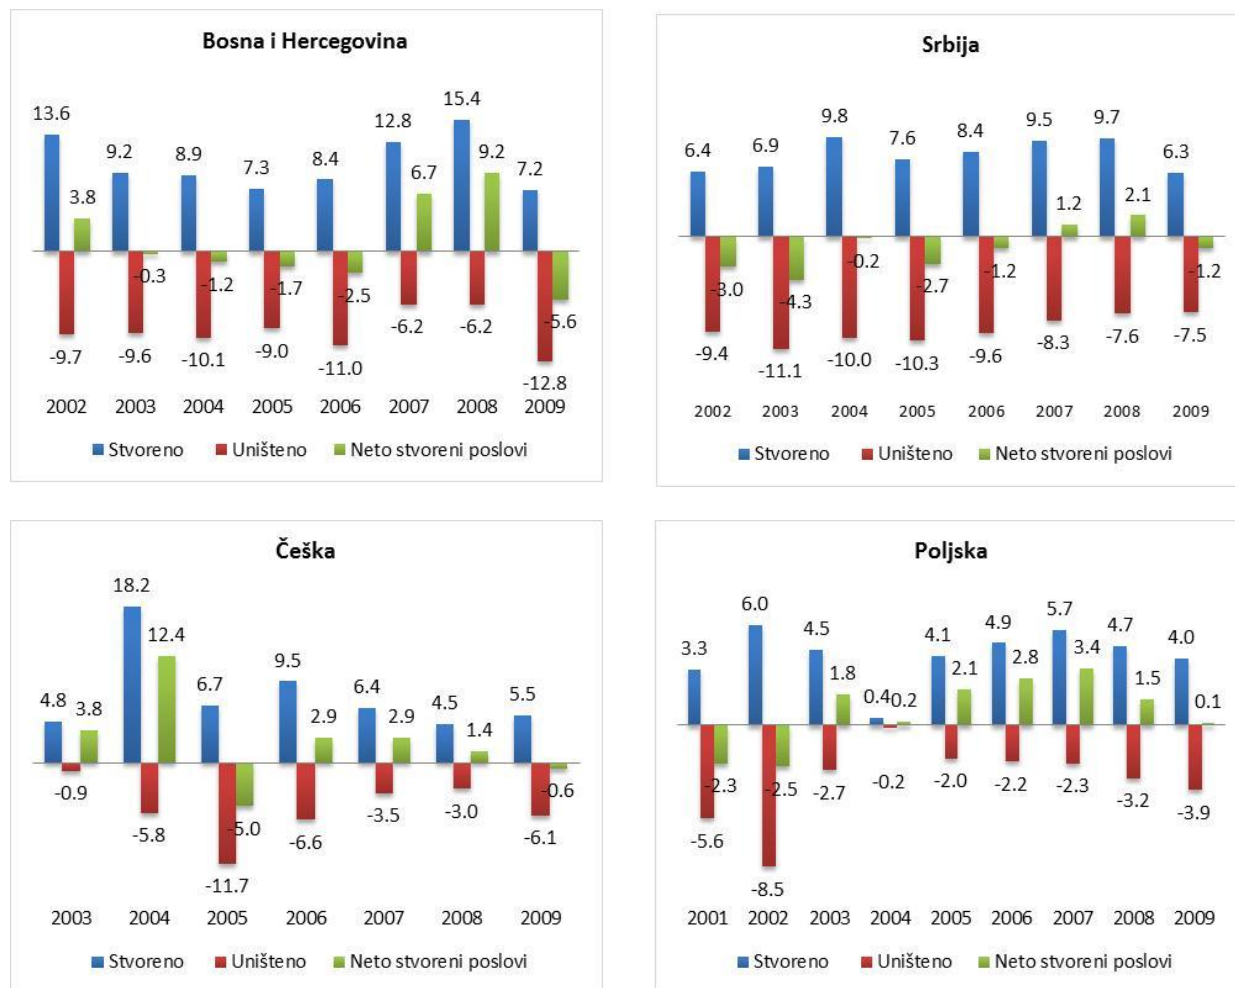 Bosna i Hercegovina
13.6 9.2 8.9 7.3 8.4 12.8 15.4 7.2
3.8 -0.3 -1.2 -1.7 -2.5 6.7 9.2 -5.6
-9.7 -9.6 -10.1 -9.0 -11.0 -6.2 -6.2 -12.8
2002 2003 2004 2005 2006 2007 2008 2009
Stvoreno Uništeno Neto stvoreni poslovi
Srbija
6.4 6.9 9.8 7.6 8.4 9.5 9.7 6.3
-3.0 -4.3 -0.2 -2.7 -1.2 1.2 2.1 -1.2
-9.4 -11.1 -10.0 -10.3 -9.6 -8.3 -7.6 -7.5
2002 2003 2004 2005 2006 2007 2008 2009
Stvoreno Uništeno Neto stvoreni poslovi
Češka
4.8 18.2 6.7 9.5 6.4 4.5 5.5
3.8 12.4 -5.0 2.9 2.9 1.4 -0.6
-0.9 -5.8 -11.7 -6.6 -3.5 -3.0 -6.1
2003 2004 2005 2006 2007 2008 2009
Stvoreno Uništeno Neto stvoreni poslovi
Poljska
3.3 6.0 4.5 0.4 4.1 4.9 5.7 4.7 4.0
-2.3 -2.5 1.8 0.2 2.1 2.8 3.4 1.5 0.1
-5.6 -8.5 -2.7 -0.2 -2.0 -2.2 -2.3 -3.2 -3.9
2001 2002 2003 2004 2005 2006 2007 2008 2009
Stvoreno Uništeno Neto stvoreni poslovi